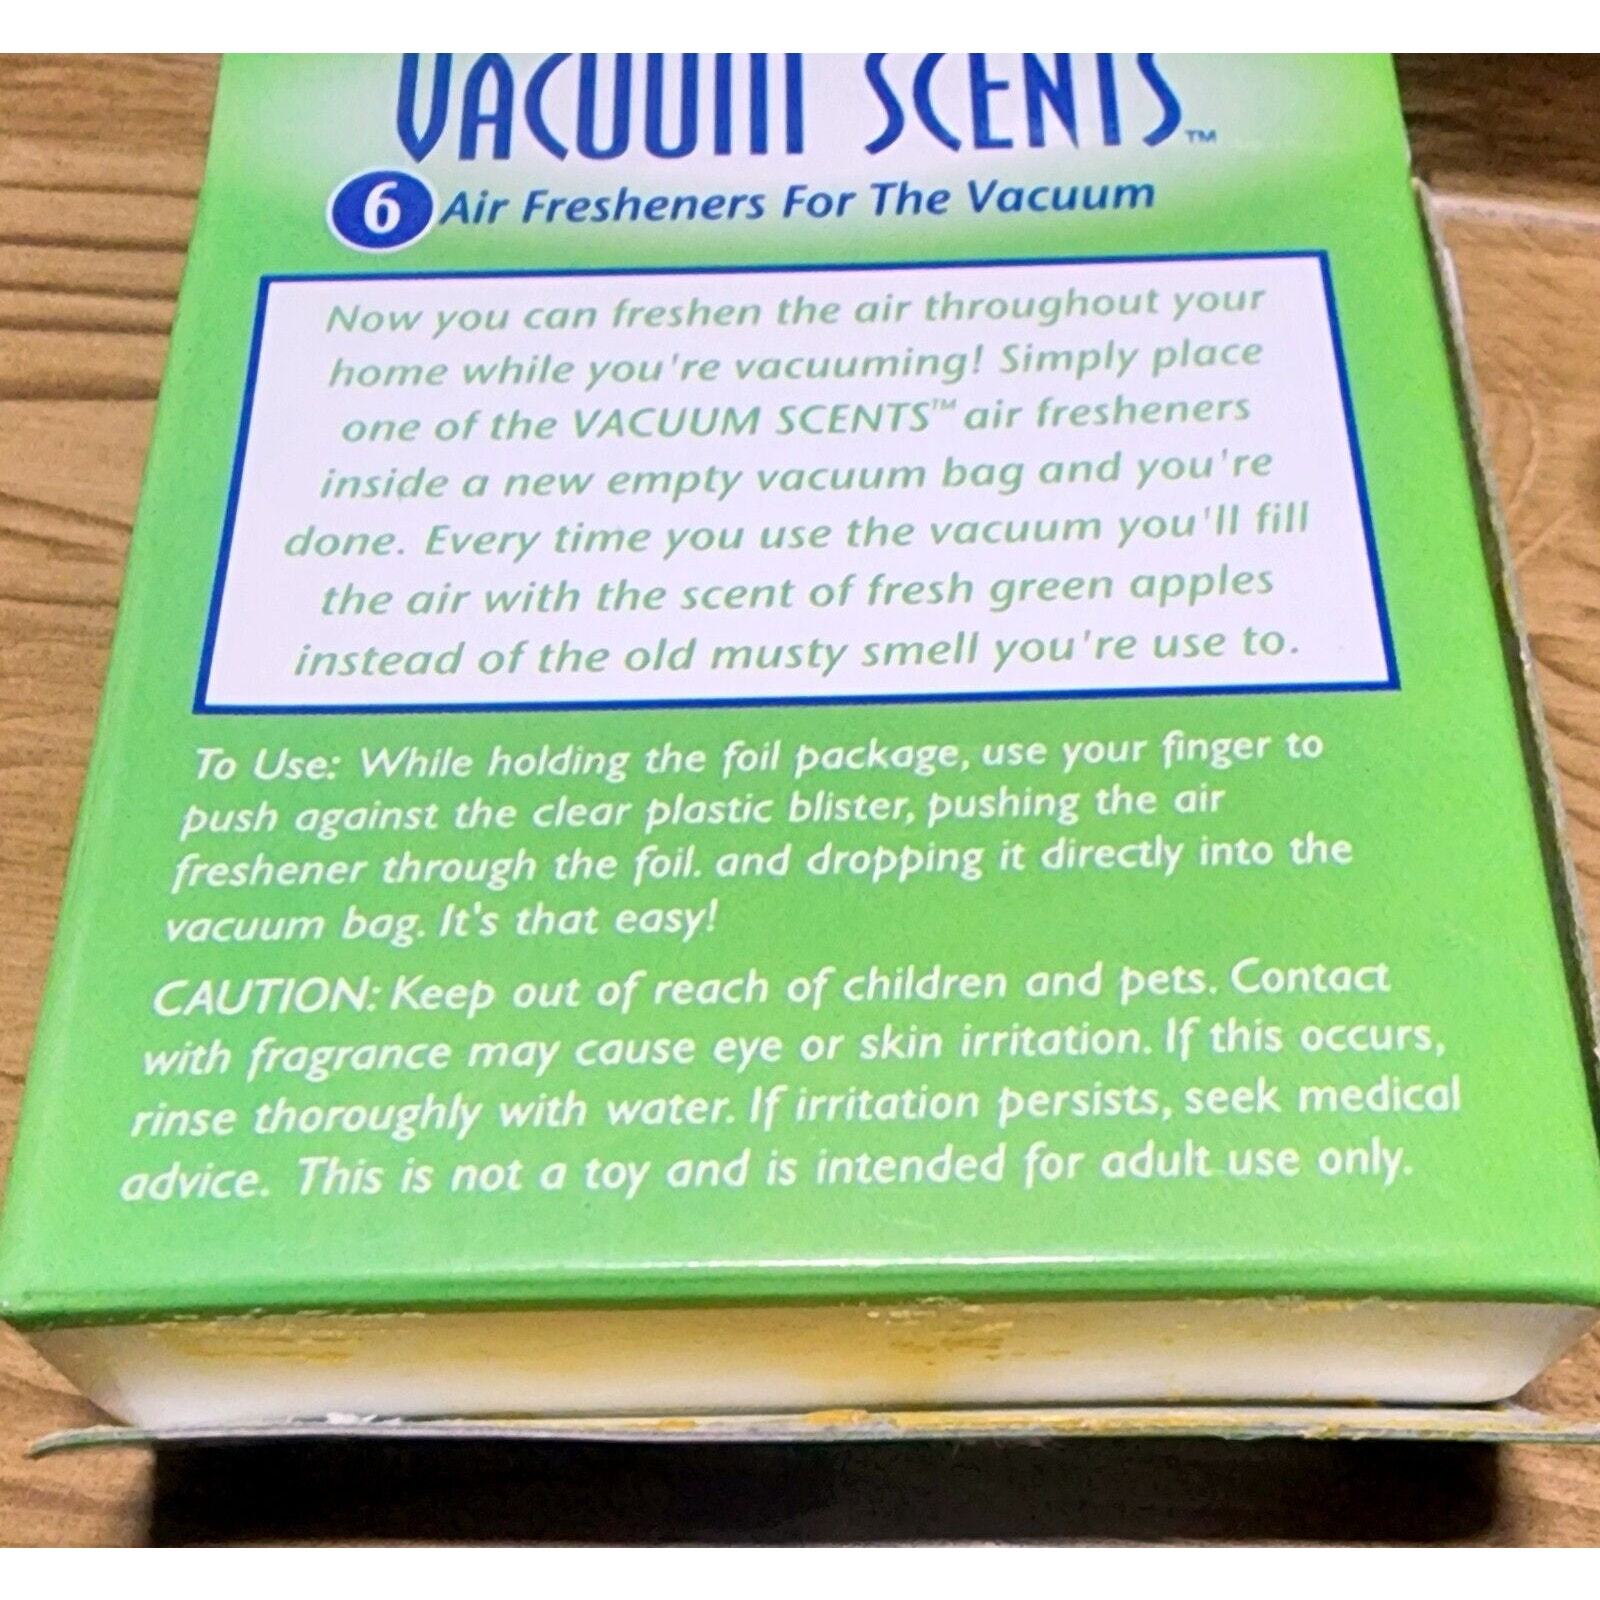 VACUUM SCENTS™
6 Air Fresheners For The Vacuum
Now you can freshen the air throughout your
home while you're vacuuming! Simply place
one of the VACUUM SCENTS™ air fresheners
inside a new empty vacuum bag and you're
done. Every time you use the vacuum you'll fill
the air with the scent of fresh green apples
instead of the old musty smell you're use to.
To Use: While holding the foil package, use your finger to
push against the clear plastic blister, pushing the air
freshener through the foil. and dropping it directly into the
vacuum bag. It's that easy!
CAUTION: Keep out of reach of children and pets. Contact
with fragrance may cause eye or skin irritation. If this occurs,
rinse thoroughly with water. If irritation persists, seek medical
advice. This is not a toy and is intended for adult use only.